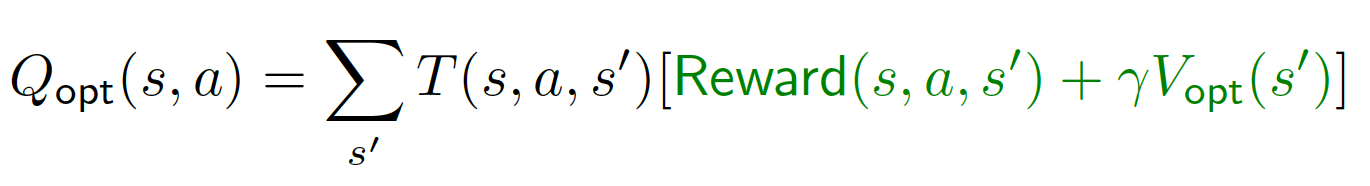 Q_opt(s, a) = ∑_{s′} T(s, a, s′)[Reward(s, a, s′) + γV_opt(s′)]